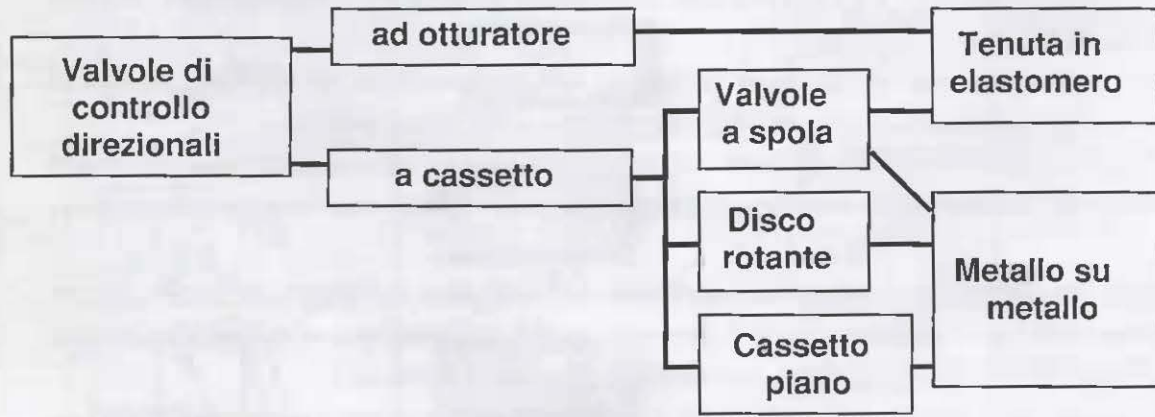 Valvole di
controllo
direzionali
ad otturatore
a cassetto
Valvole
a spola
Disco
rotante
Cassetto
piano
Tenuta in
elastomero
Metallo su
metallo